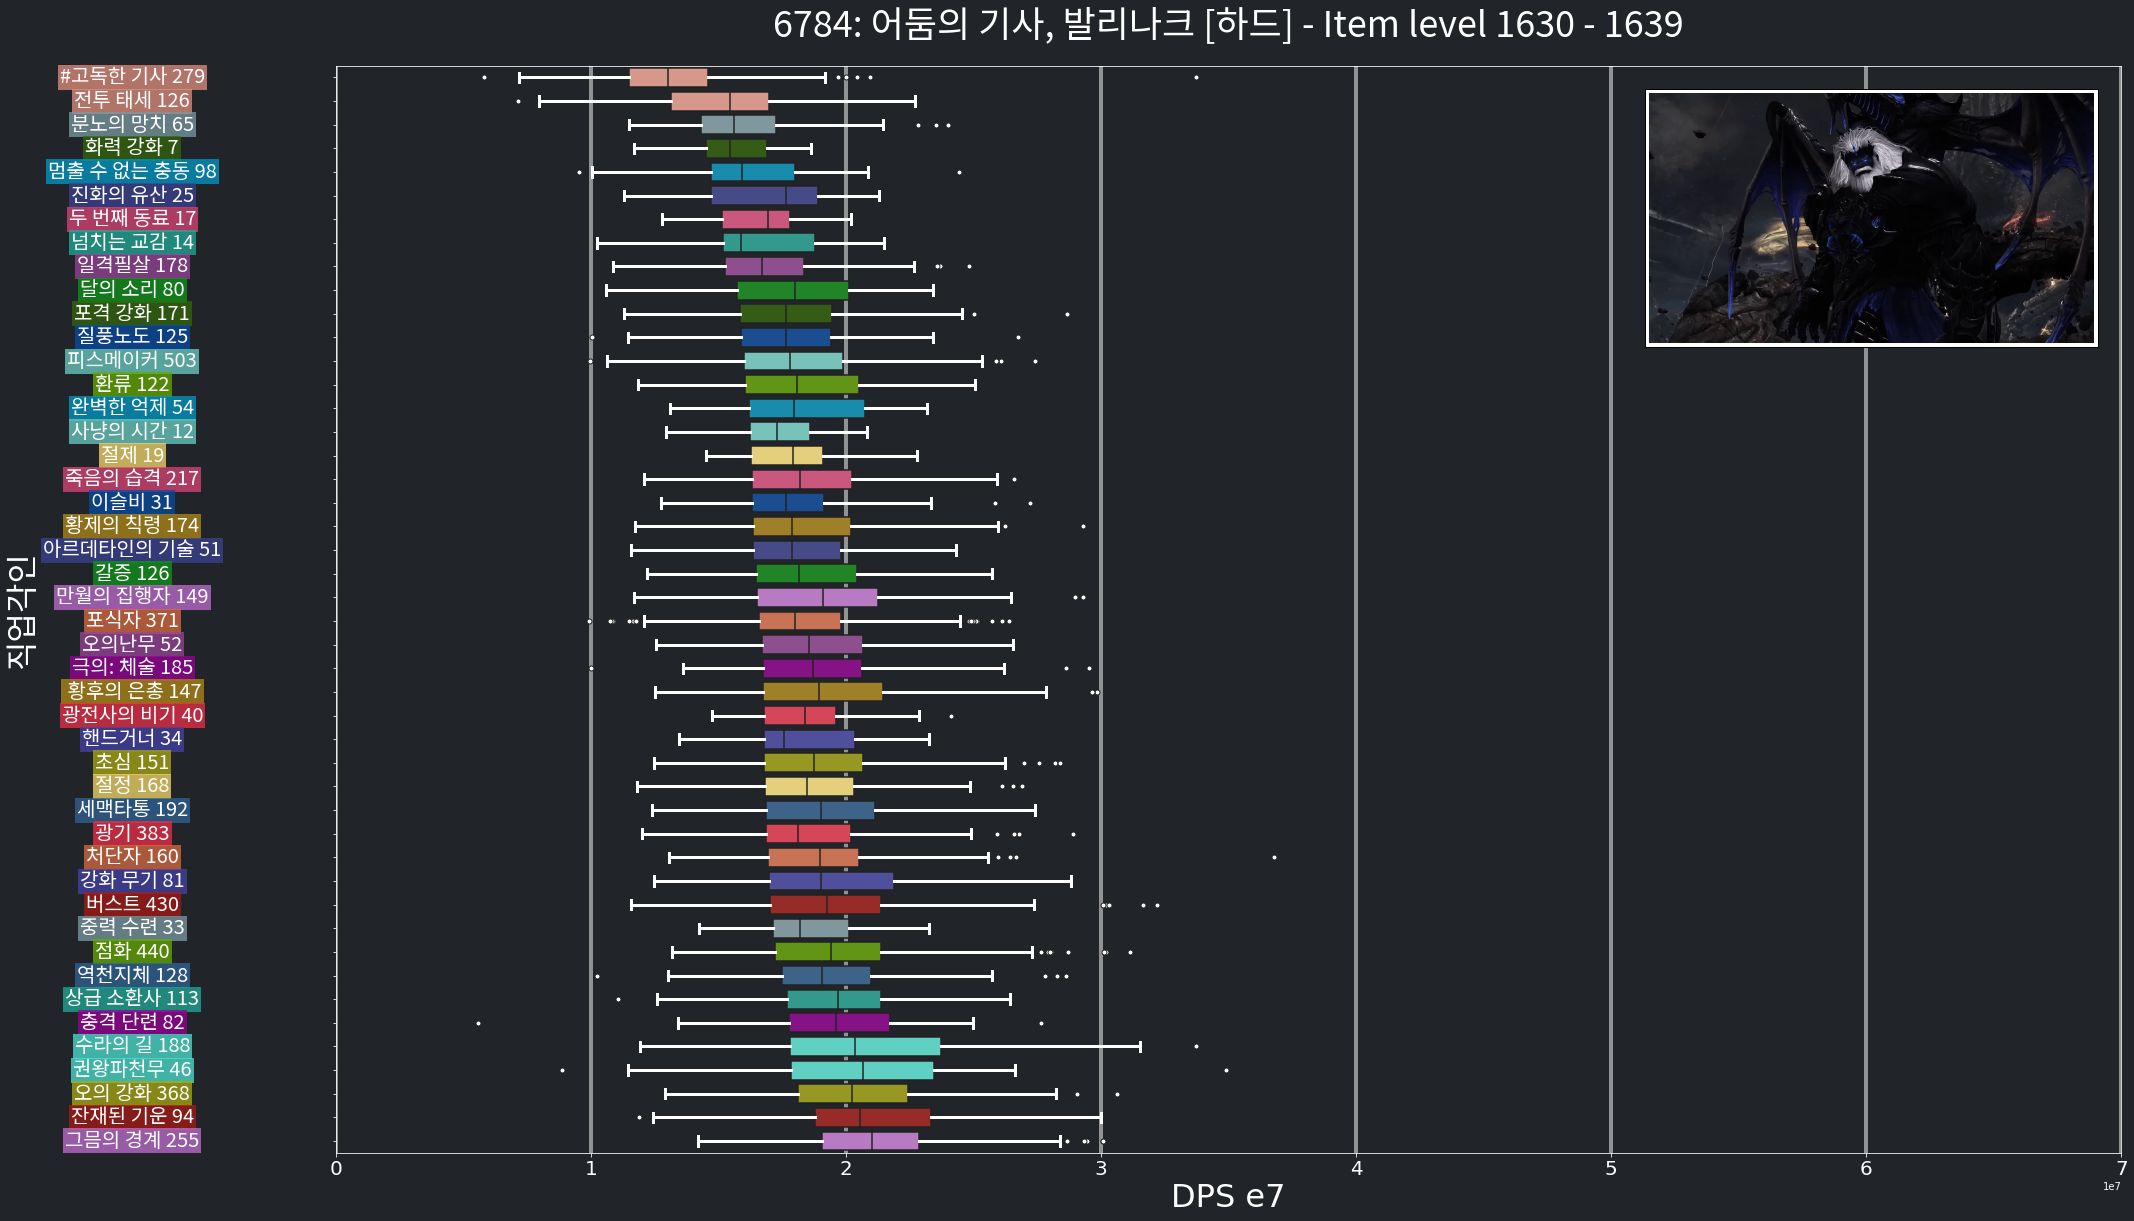 6784: 어둠의 기사, 발리나크 [하드] - Item level 1630 - 1639
#고독한 기사 279
전투 태세 126
분노의 망치 65
화력 강화 7
멈출 수 없는 충동 98
진화의 유산 25
두 번째 동료 17
넘치는 교감 14
일격필살 178
달의 소리 80
포격 강화 171
질풍노도 125
피스메이커 503
환류 122
완벽한 억제 54
사냥의 시간 12
절제 19
죽음의 습격 217
이슬비 31
황제의 칙령 174
아르데타인의 기술 51
갈증 126
만월의 집행자 149
포식자 371
오의난무 52
극의: 체술 185
황후의 은총 147
광전사의 비기 40
핸드거너 34
초심 151
절정 168
세맥타통 192
광기 383
처단자 160
강화 무기 81
버스트 430
중력 수련 33
점화 440
역천지체 128
상급 소환사 113
충격 단련 82
수라의 길 188
권왕파천무 46
오의 강화 368
잔재된 기운 94
그믐의 경계 255
직업각인
0 1 2 3 4 5 6 7
DPS e7
1e7